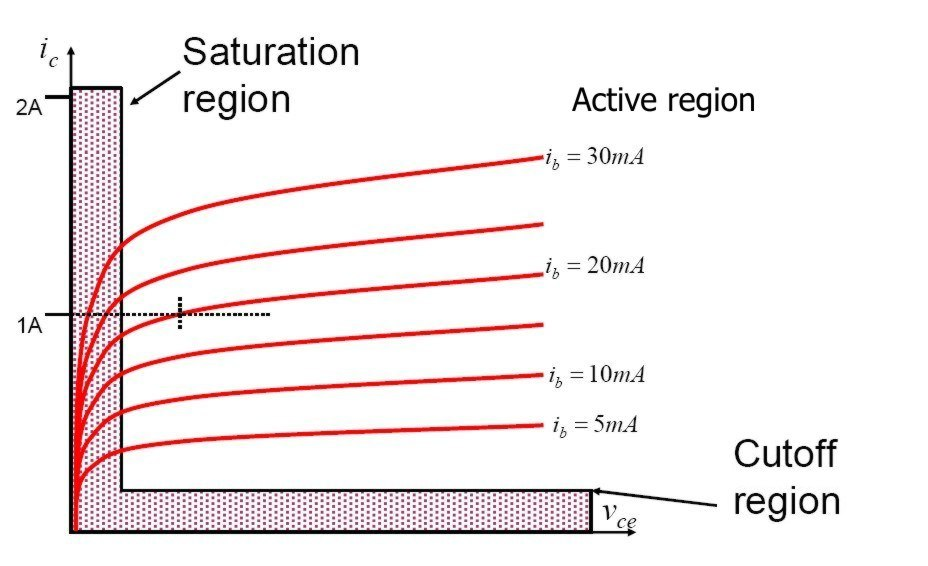 i_c
Saturation
region
2A
Active region
i_b = 30mA
i_b = 20mA
1A
i_b = 10mA
i_b = 5mA
Cutoff
region
v_ce